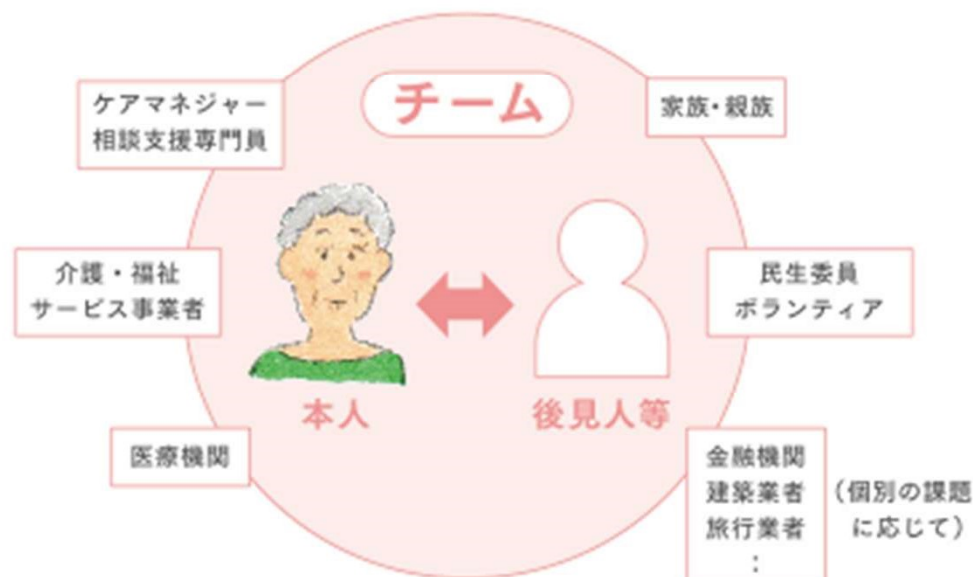 チーム
ケアマネジャー
相談支援専門員
家族・親族
介護・福祉
サービス事業者
民生委員
ボランティア
本人
後見人等
医療機関
金融機関
建築業者
旅行業者
:
(個別の課題
に応じて)